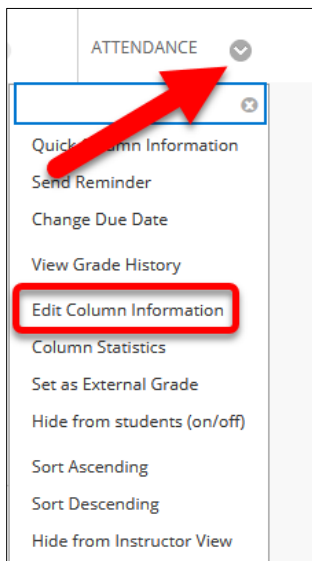 ATTENDANCE
Quick Column Information
Send Reminder
Change Due Date
View Grade History
Edit Column Information
Column Statistics
Set as External Grade
Hide from students (on/off)
Sort Ascending
Sort Descending
Hide from Instructor View